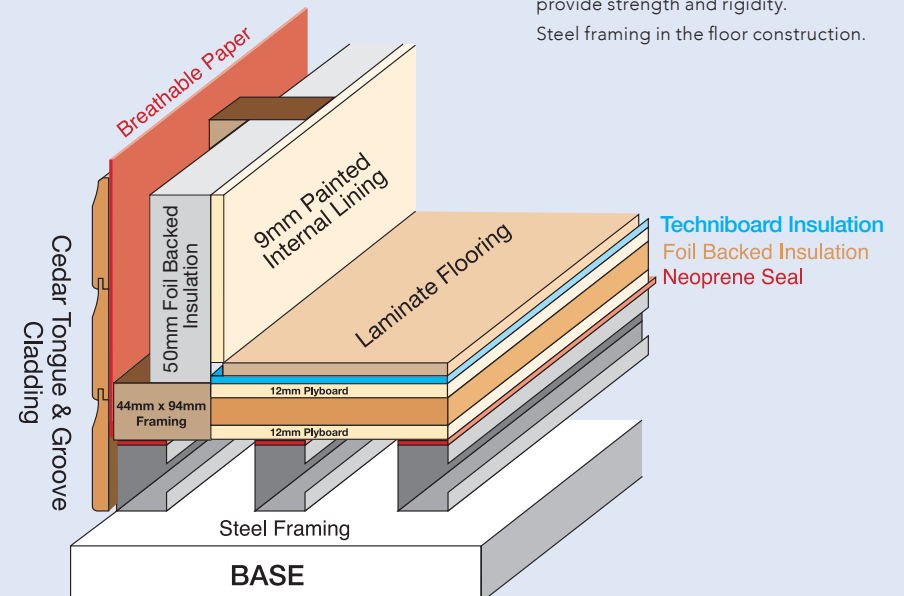 provide strength and rigidity.
Steel framing in the floor construction.
Breathable Paper
9mm Painted
Internal Lining
50mm Foil Backed
Insulation
Laminate Flooring
Techniboard Insulation
Foil Backed Insulation
Neoprene Seal
Cedar Tongue & Groove
Cladding
12mm Plyboard
44mm x 94mm
Framing
12mm Plyboard
Steel Framing
BASE